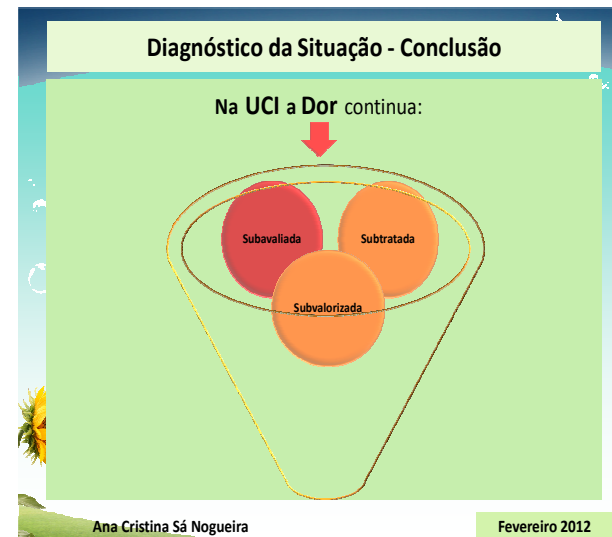 Diagnóstico da Situação - Conclusão
Na UCI a Dor continua:
Subavaliada
Subtratada
Subvalorizada
Ana Cristina Sá Nogueira
Fevereiro 2012